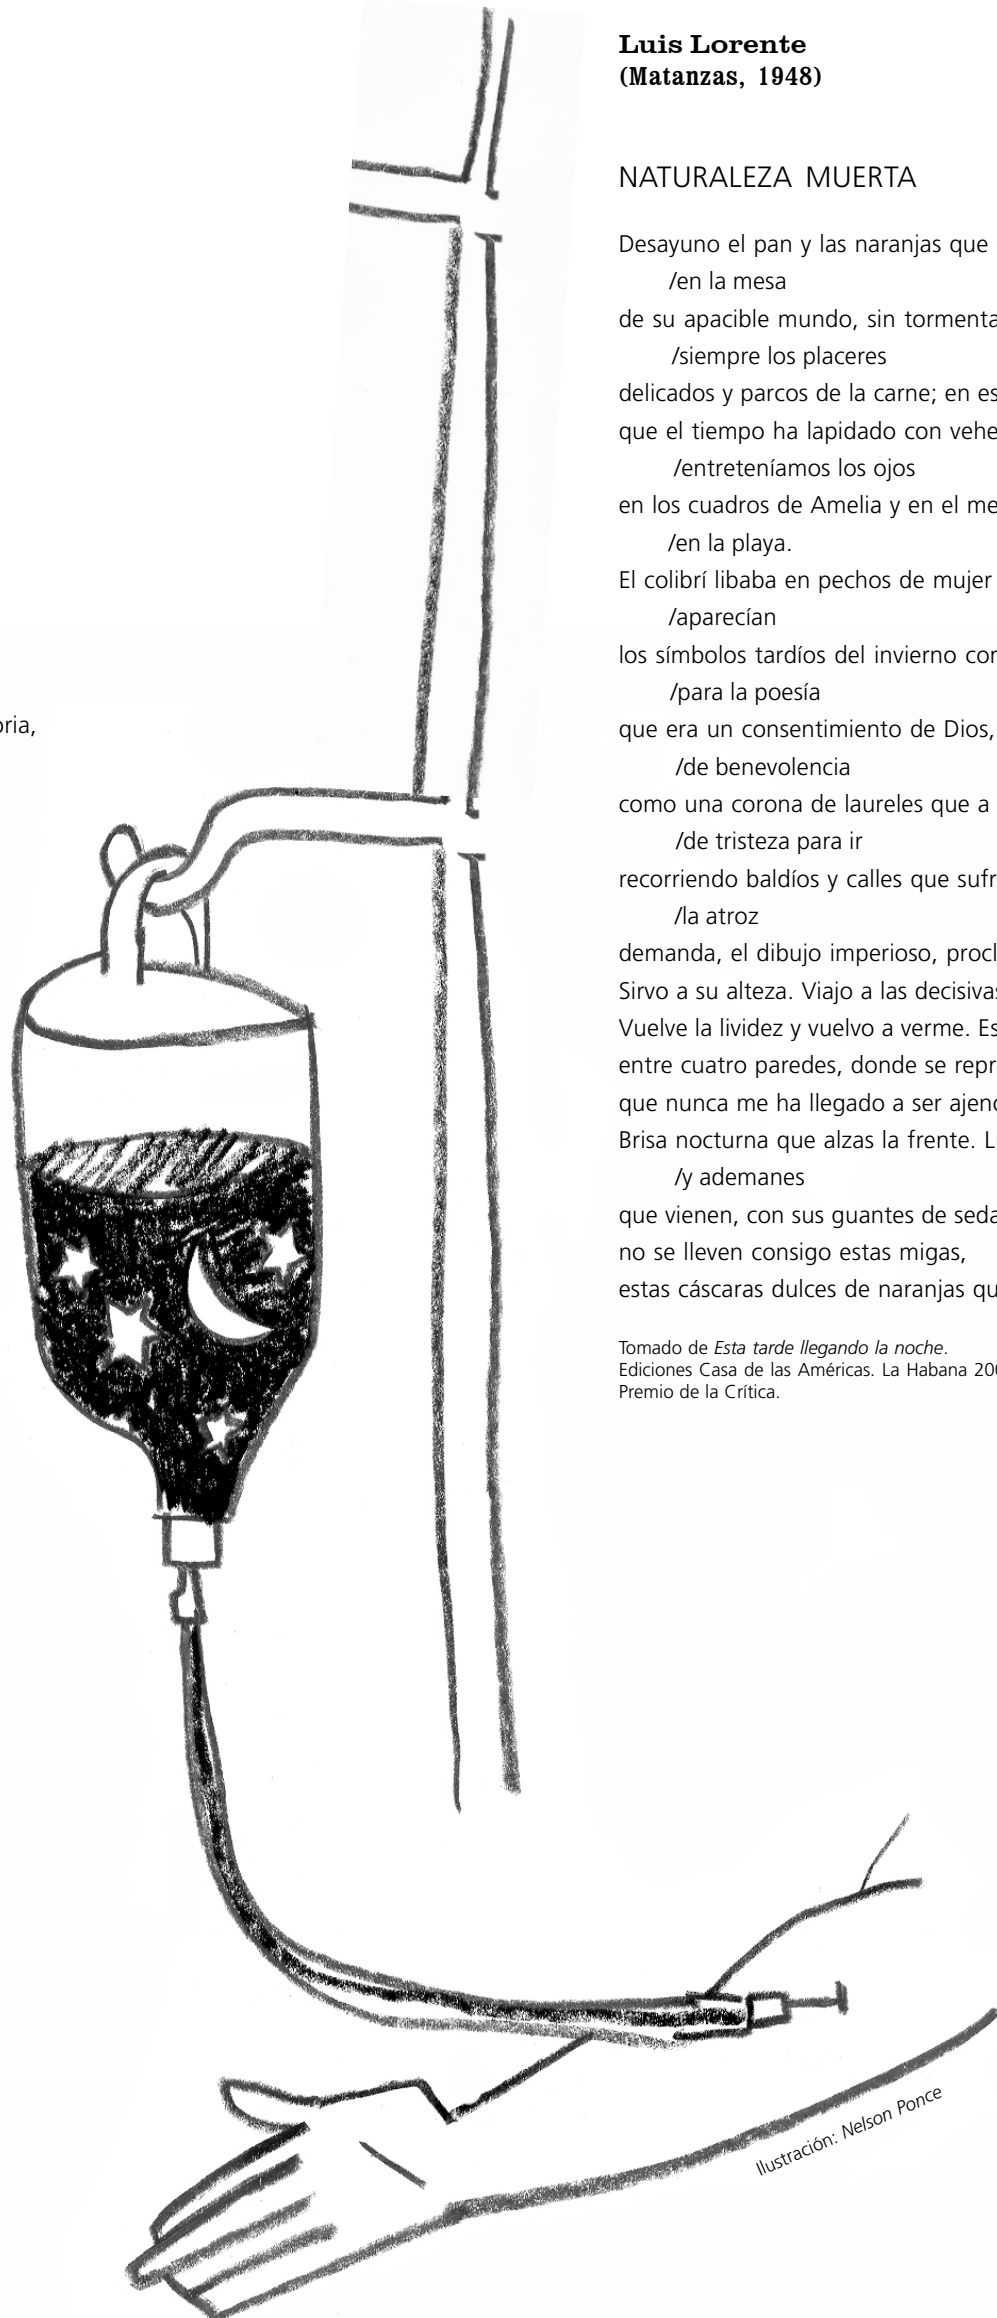 Luis Lorente
(Matanzas, 1948)
NATURALEZA MUERTA
Desayuno el pan y las naranjas que
/en la mesa
de su apacible mundo, sin tormenta
/siempre los placeres
delicados y parcos de la carne; en es
que el tiempo ha lapidado con vehe
/entreteníamos los ojos
en los cuadros de Amelia y en el me
/en la playa.
El colibrí libaba en pechos de mujer
/aparecían
los símbolos tardíos del invierno con
/para la poesía
que era un consentimiento de Dios,
/de benevolencia
como una corona de laureles que a
/de tristeza para ir
recorriendo baldíos y calles que sufr
/la atroz
demanda, el dibujo imperioso, procl
Sirvo a su alteza. Viajo a las decisivas
Vuelve la lividez y vuelvo a verme. Es
entre cuatro paredes, donde se repr
que nunca me ha llegado a ser ajeno
Brisa nocturna que alzas la frente. L
/y ademanes
que vienen, con sus guantes de seda
no se lleven consigo estas migas,
estas cáscaras dulces de naranjas qu
Tomado de Esta tarde llegando la noche.
Ediciones Casa de las Américas. La Habana 200
Premio de la Crítica.
oria,
Ilustración: Nelson Ponce